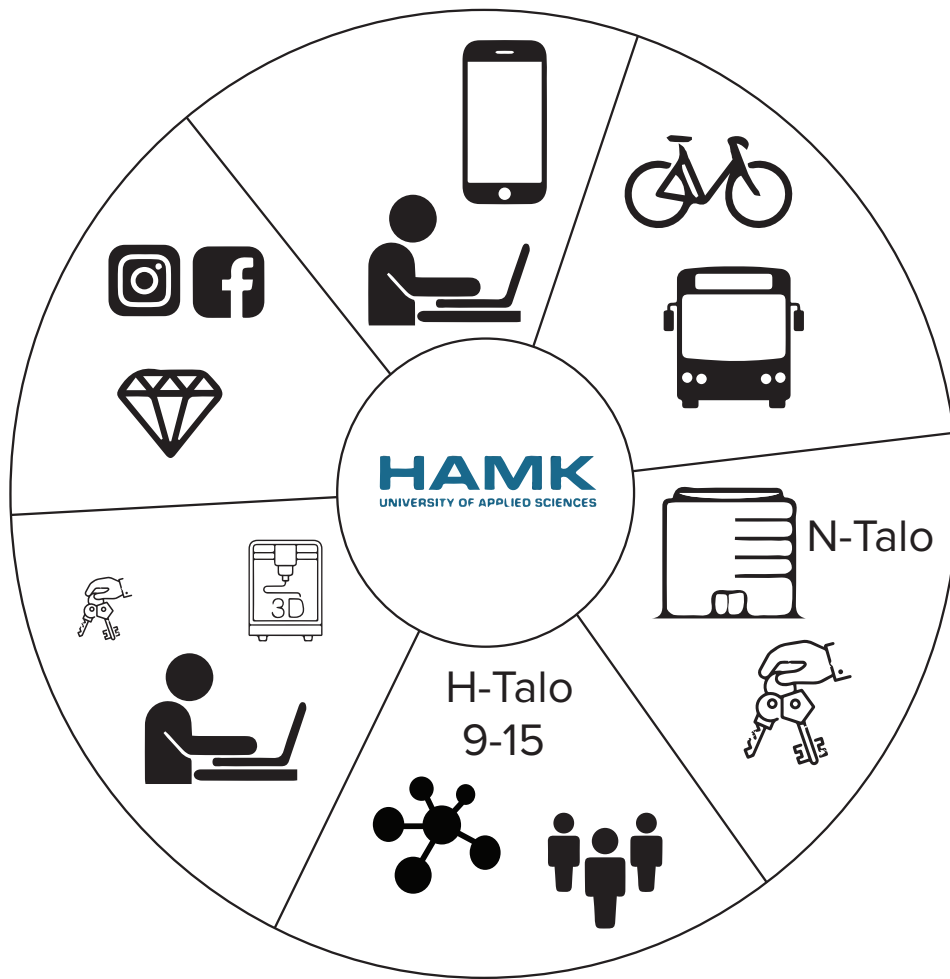 HAMK
UNIVERSITY OF APPLIED SCIENCES
N-Talo
H-Talo
9-15
3D